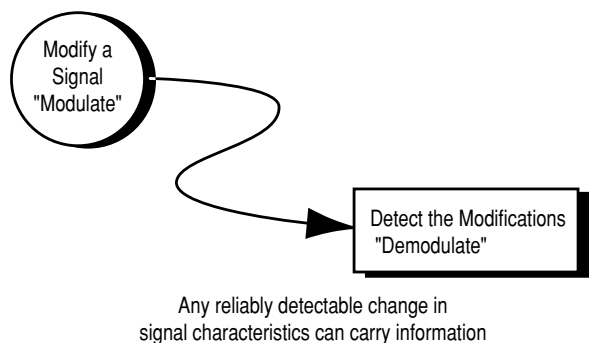 Modify a
Signal
"Modulate"
Detect the Modifications
"Demodulate"
Any reliably detectable change in
signal characteristics can carry information